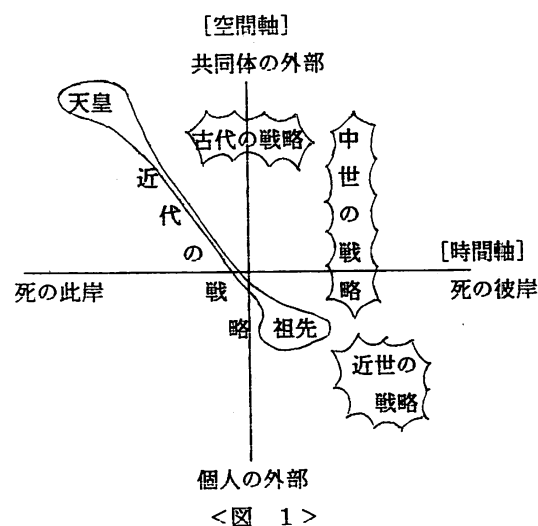 ［空間軸］
共同体の外部
天皇
古代の戦略
中世の戦略
近代の戦略
［時間軸］
死の此岸
死の彼岸
祖先
近世の
戦略
個人の外部
＜図　1＞